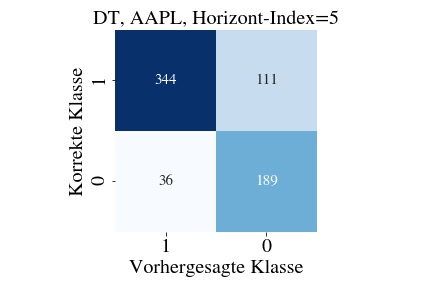 DT, AAPL, Horizont-Index=5
Korrekte Klasse
1
344
111
0
36
189
1
0
Vorhergesagte Klasse